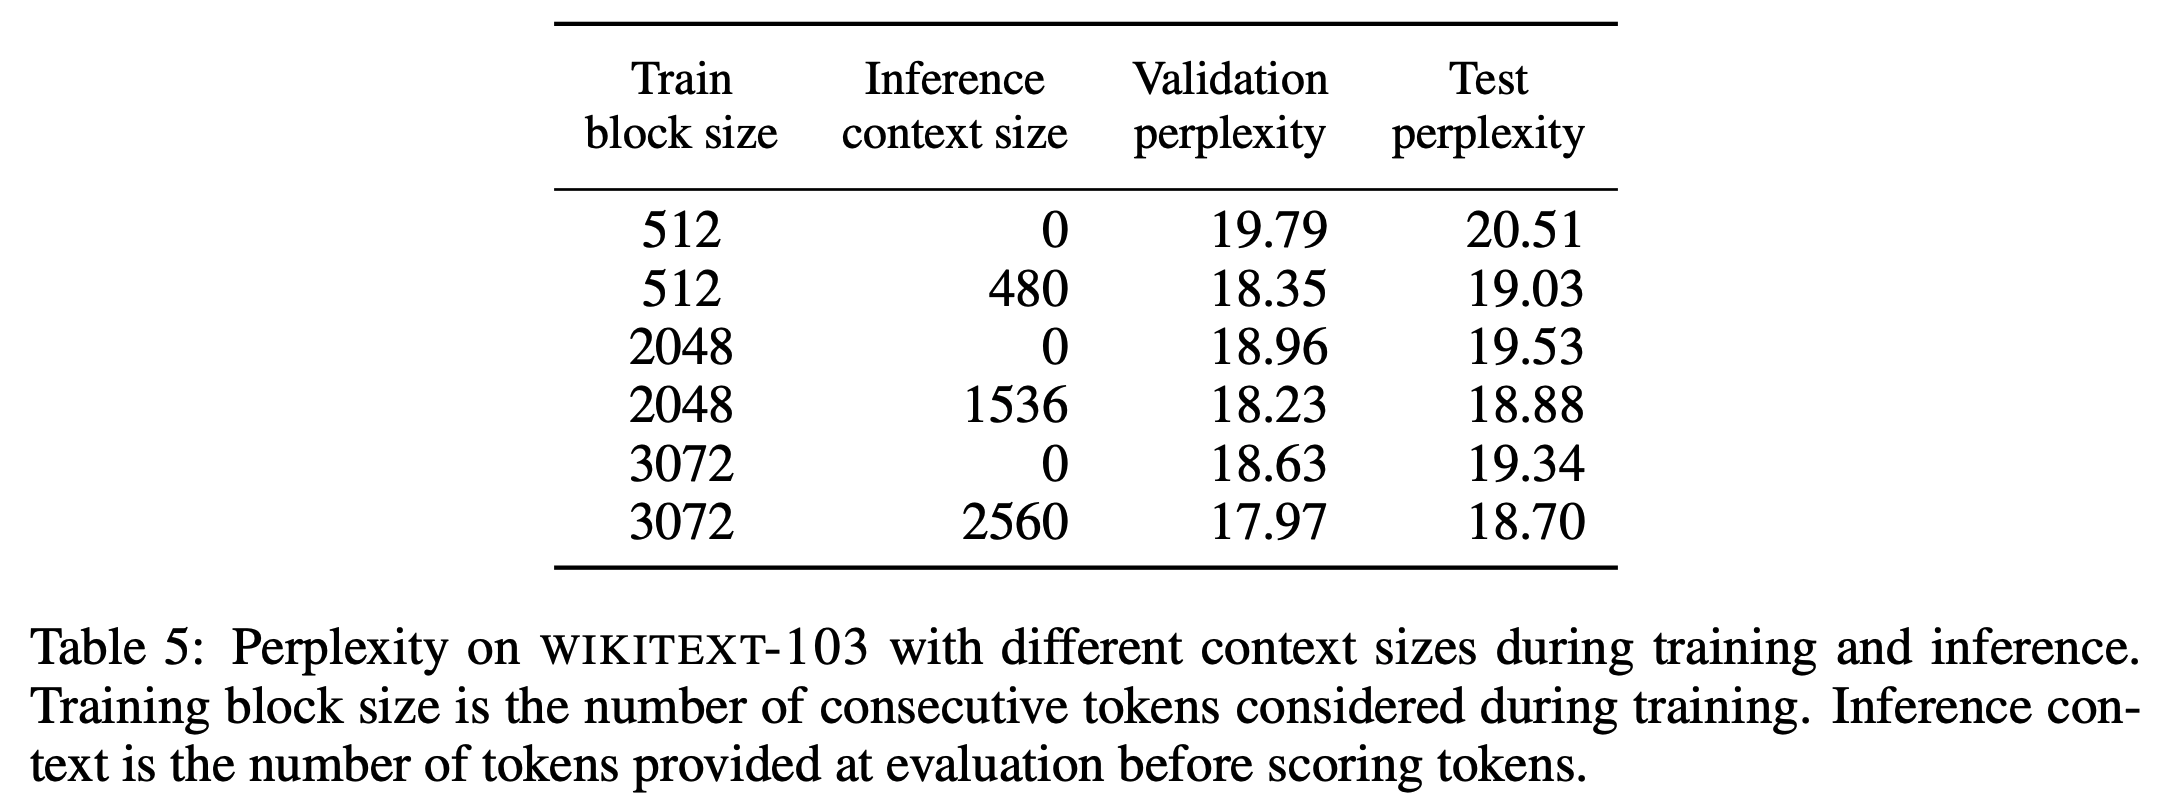 Train Inference Validation Test
block size context size perplexity perplexity
512 0 19.79 20.51
512 480 18.35 19.03
2048 0 18.96 19.53
2048 1536 18.23 18.88
3072 0 18.63 19.34
3072 2560 17.97 18.70
Table 5: Perplexity on WIKITEXT-103 with different context sizes during training and inference.
Training block size is the number of consecutive tokens considered during training. Inference con-
text is the number of tokens provided at evaluation before scoring tokens.